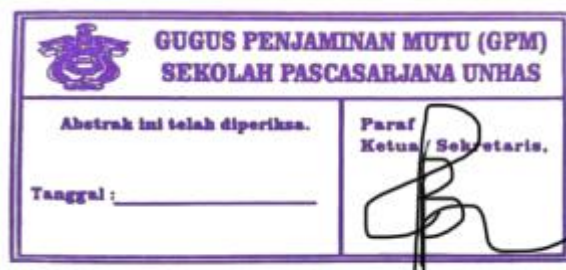 GUGUS PENJAMINAN MUTU (GPM)
SEKOLAH PASCASARJANA UNHAS
Abstrak ini telah diperiksa.
Tanggal :
Paraf
Ketua / Sekretaris,